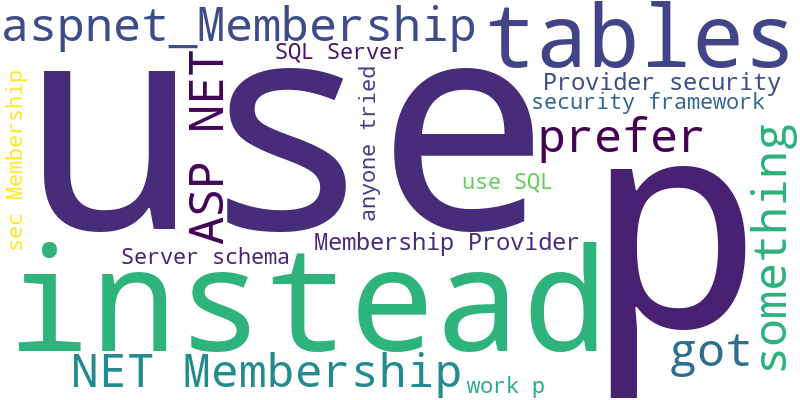 aspnet_Membership
tables
SQL Server
Provider security
security framework
use
ASP NET
anyone tried
prefer
sec Membership
use SQL
p
something
Membership Provider
Server schema
instead
got
NET Membership
work p